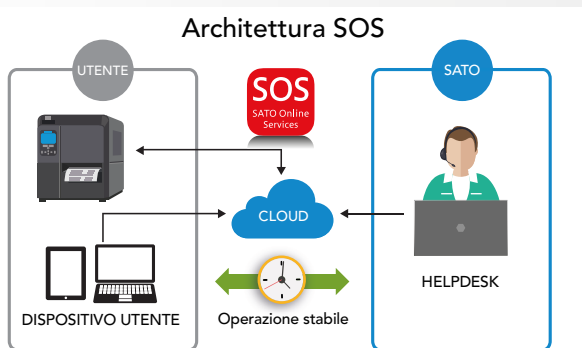 Architettura SOS
UTENTE
SATO
SOS
SATO Online
Services
CLOUD
HELPDESK
DISPOSITIVO UTENTE
Operazione stabile